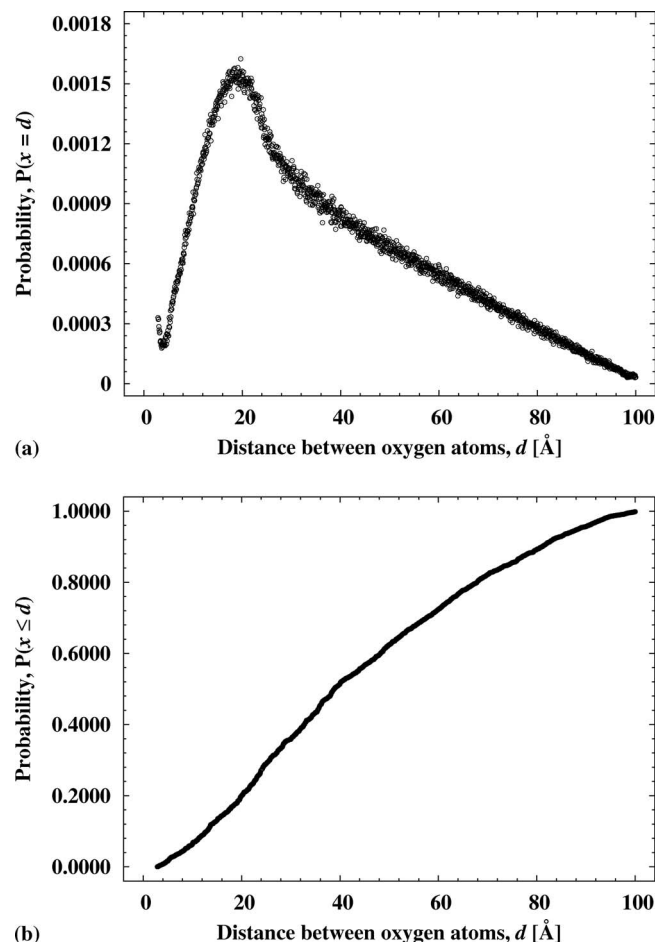 0.0018
0.0015
0.0012
0.0009
0.0006
0.0003
0
Probability, P(x = d)
0 20 40 60 80 100
(a) Distance between oxygen atoms, d [Å]
1.0000
0.8000
0.6000
0.4000
0.2000
0.0000
Probability, P(x ≤ d)
0 20 40 60 80 100
(b) Distance between oxygen atoms, d [Å]